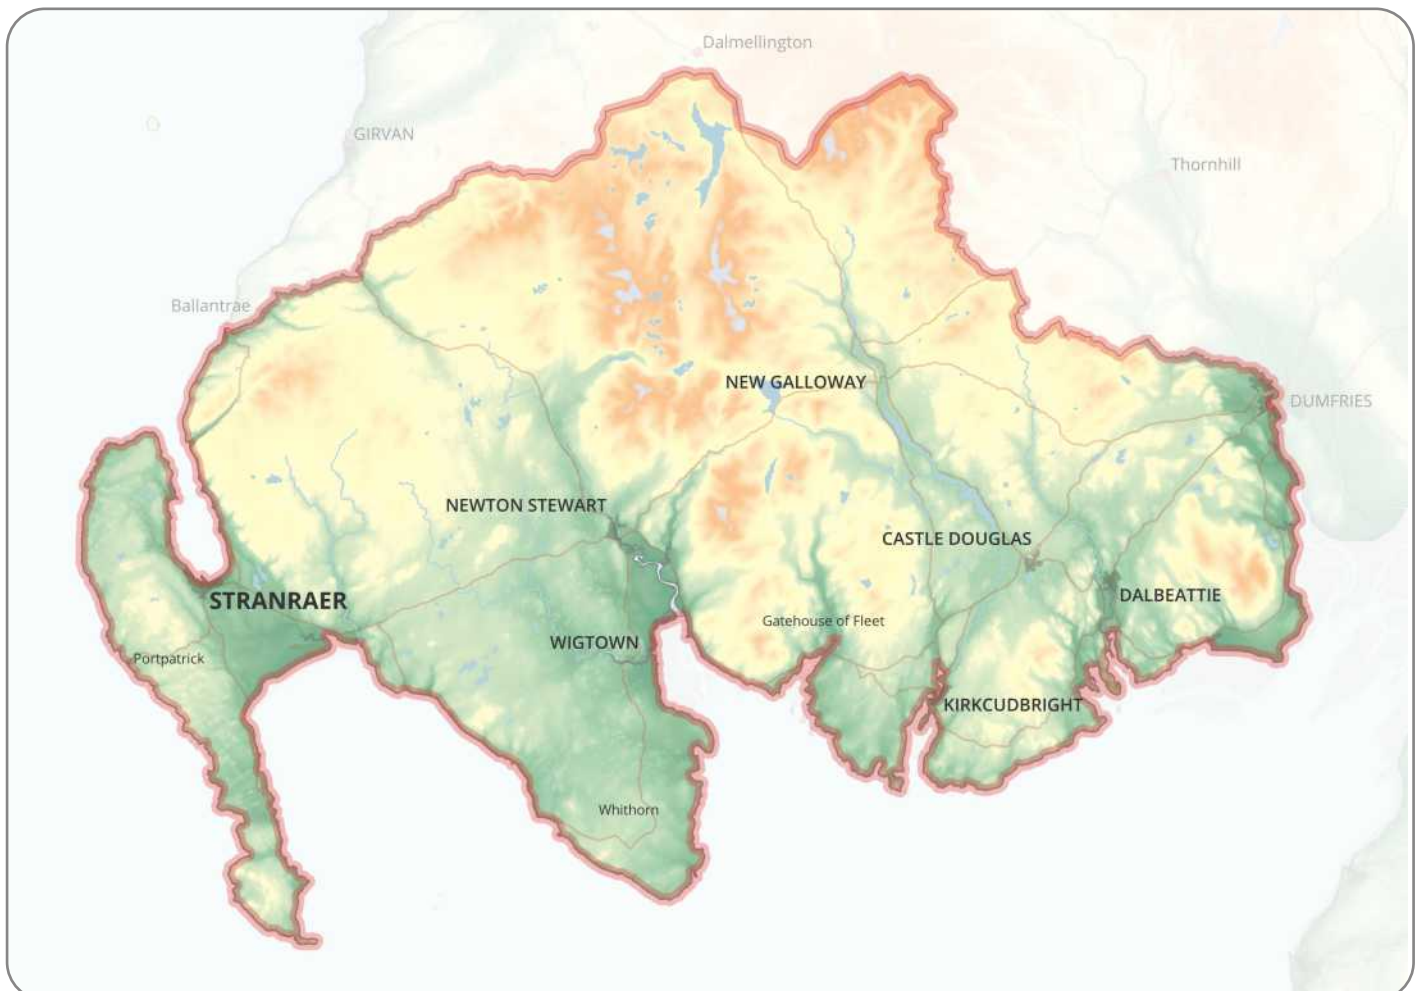 Dalmellington
GIRVAN
Thornhill
Ballantrae
NEW GALLOWAY
DUMFRIES
NEWTON STEWART
CASTLE DOUGLAS
STRANRAER
DALBEATTIE
Gatehouse of Fleet
WIGTOWN
Portpatrick
KIRKCUDBRIGHT
Whithorn